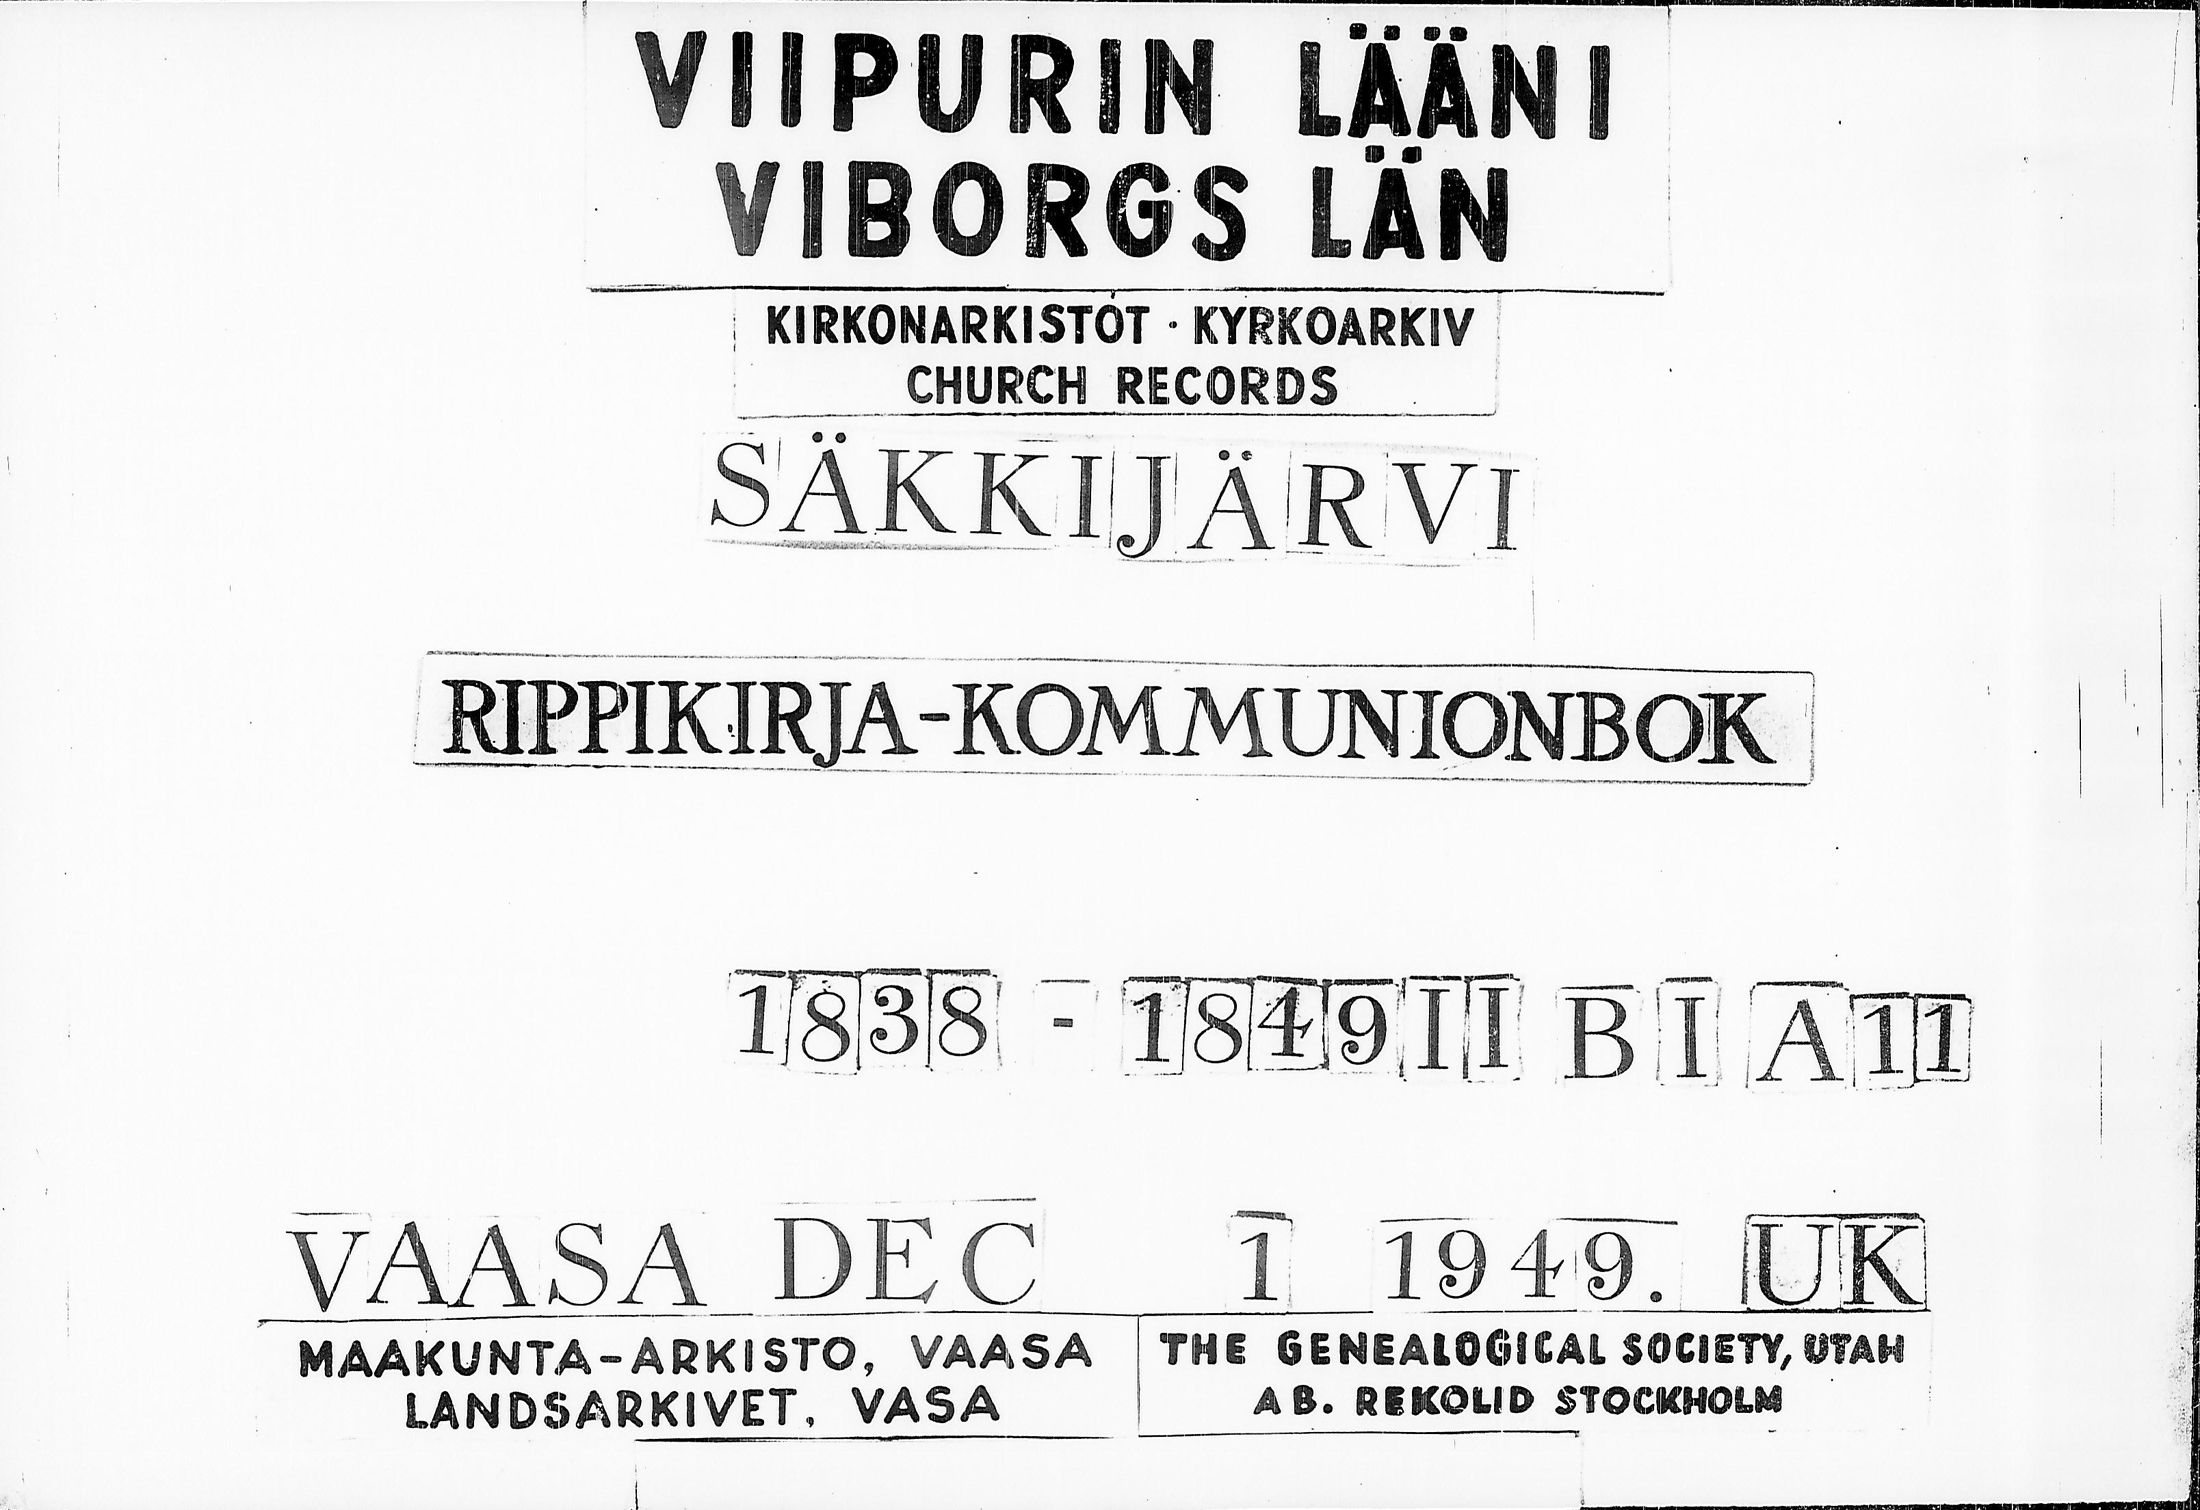 VIIPURIN LÄÄNI
VIBORGS LÄN
KIRKONARKISTOT · KYRKOARKIV
CHURCH RECORDS
SÄKKIJÄRVI
RIPPIKIRJA-KOMMUNIONBOK
1838 - 1849 II B I A 11
VAASA DEC 1 1949. UK
MAAKUNTA-ARKISTO, VAASA
LANDSARKIVET, VASA
THE GENEALOGICAL SOCIETY, UTAH
AB. REKOLID STOCKHOLM